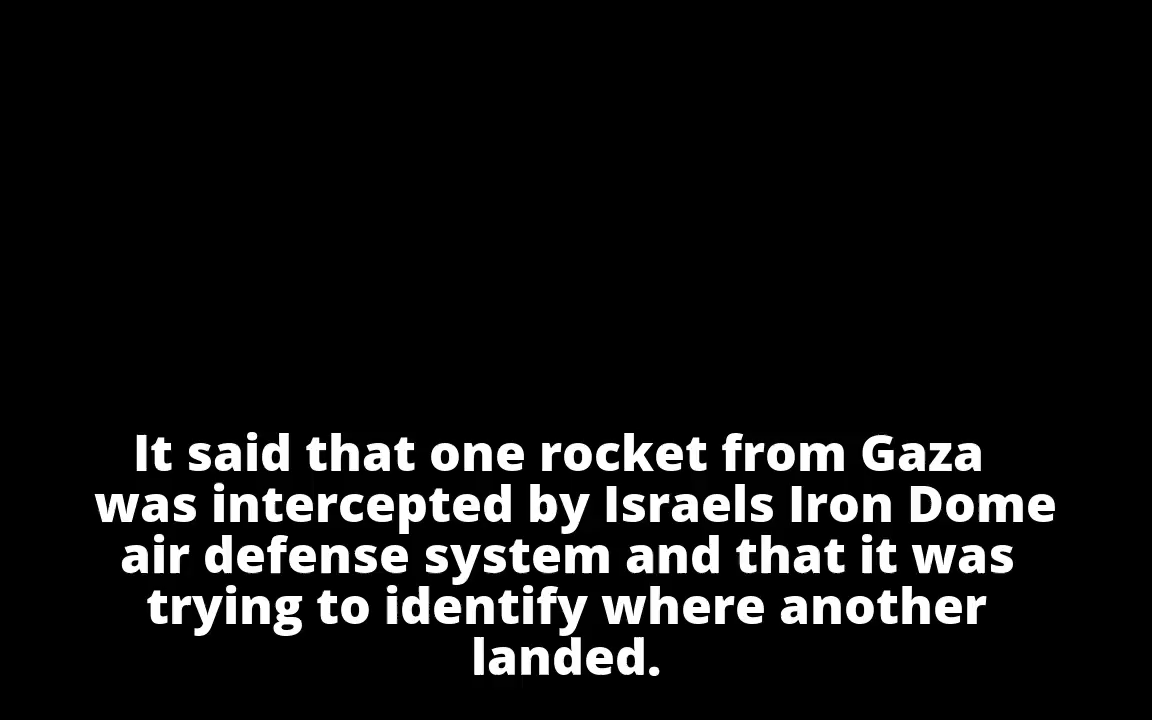 It said that one rocket from Gaza
was intercepted by Israels Iron Dome
air defense system and that it was
trying to identify where another
landed.